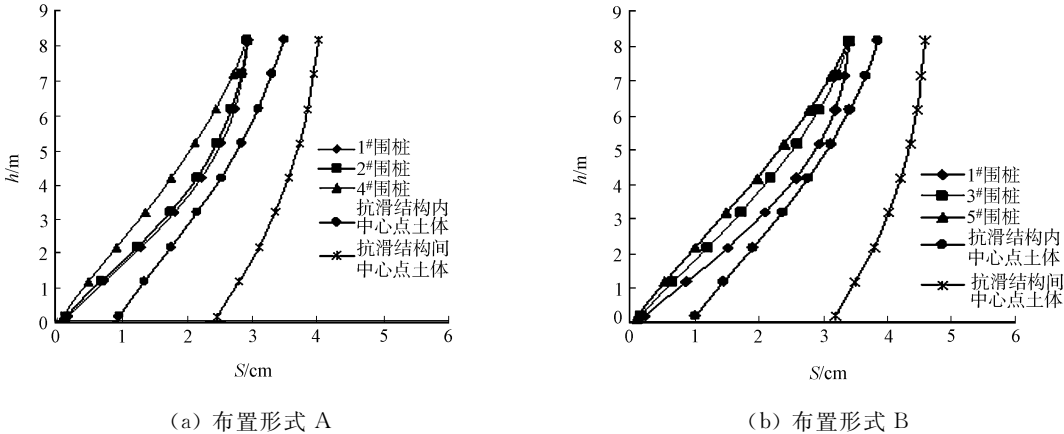 9
8
7
6
5
4
3
2
1
0
h/m
0
1
2
3
4
5
6
S/cm
1#围桩
2#围桩
4#围桩
抗滑结构内
中心点土体
抗滑结构间
中心点土体
(a) 布置形式 A
9
8
7
6
5
4
3
2
1
0
h/m
0
1
2
3
4
5
6
S/cm
1#围桩
3#围桩
5#围桩
抗滑结构内
中心点土体
抗滑结构间
中心点土体
(b) 布置形式 B